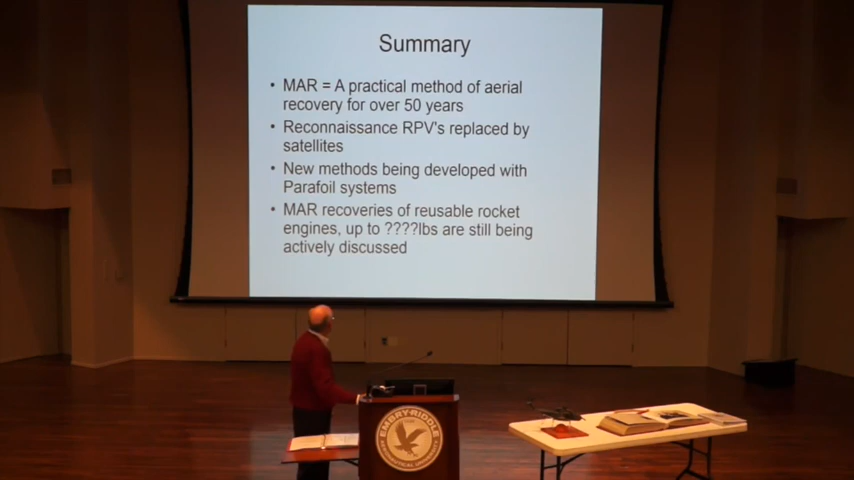 Summary
• MAR = A practical method of aerial
recovery for over 50 years
• Reconnaissance RPV's replaced by
satellites
• New methods being developed with
Parafoil systems
• MAR recoveries of reusable rocket
engines, up to ????lbs are still being
actively discussed
EMBRY-RIDDLE
AERONAUTICAL UNIVERSITY